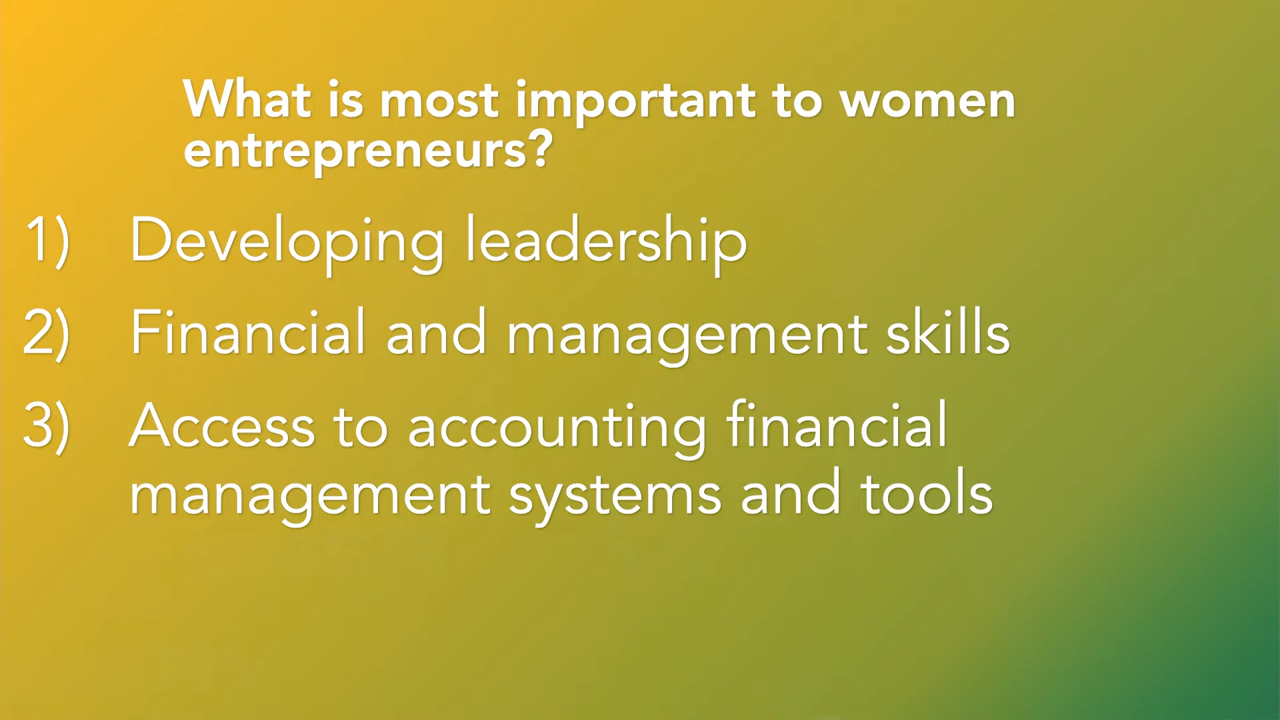 What is most important to women
entrepreneurs?
1) Developing leadership
2) Financial and management skills
3) Access to accounting financial
management systems and tools